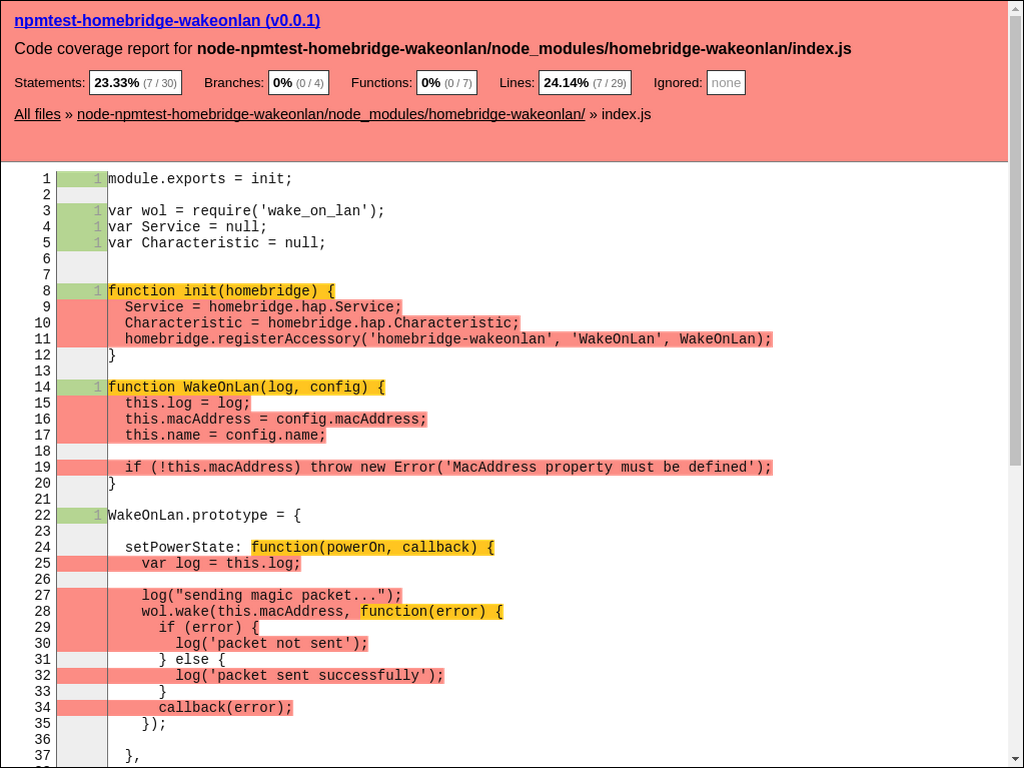 npmtest-homebridge-wakeonlan (v0.0.1)
Code coverage report for node-npmtest-homebridge-wakeonlan/node_modules/homebridge-wakeonlan/index.js
Statements: 23.33% (7 / 30) Branches: 0% (0 / 4) Functions: 0% (0 / 7) Lines: 24.14% (7 / 29) Ignored: none
All files » node-npmtest-homebridge-wakeonlan/node_modules/homebridge-wakeonlan/ » index.js
1 1 module.exports = init;
2
3 1 var wol = require('wake_on_lan');
4 1 var Service = null;
5 1 var Characteristic = null;
6
7
8 1 function init(homebridge) {
9 Service = homebridge.hap.Service;
10 Characteristic = homebridge.hap.Characteristic;
11 homebridge.registerAccessory('homebridge-wakeonlan', 'WakeOnLan', WakeOnLan);
12 }
13
14 1 function WakeOnLan(log, config) {
15 this.log = log;
16 this.macAddress = config.macAddress;
17 this.name = config.name;
18
19 if (!this.macAddress) throw new Error('MacAddress property must be defined');
20 }
21
22 1 WakeOnLan.prototype = {
23
24 setPowerState: function(powerOn, callback) {
25 var log = this.log;
26
27 log("sending magic packet...");
28 wol.wake(this.macAddress, function(error) {
29 if (error) {
30 log('packet not sent');
31 } else {
32 log('packet sent successfully');
33 }
34 callback(error);
35 });
36
37 },